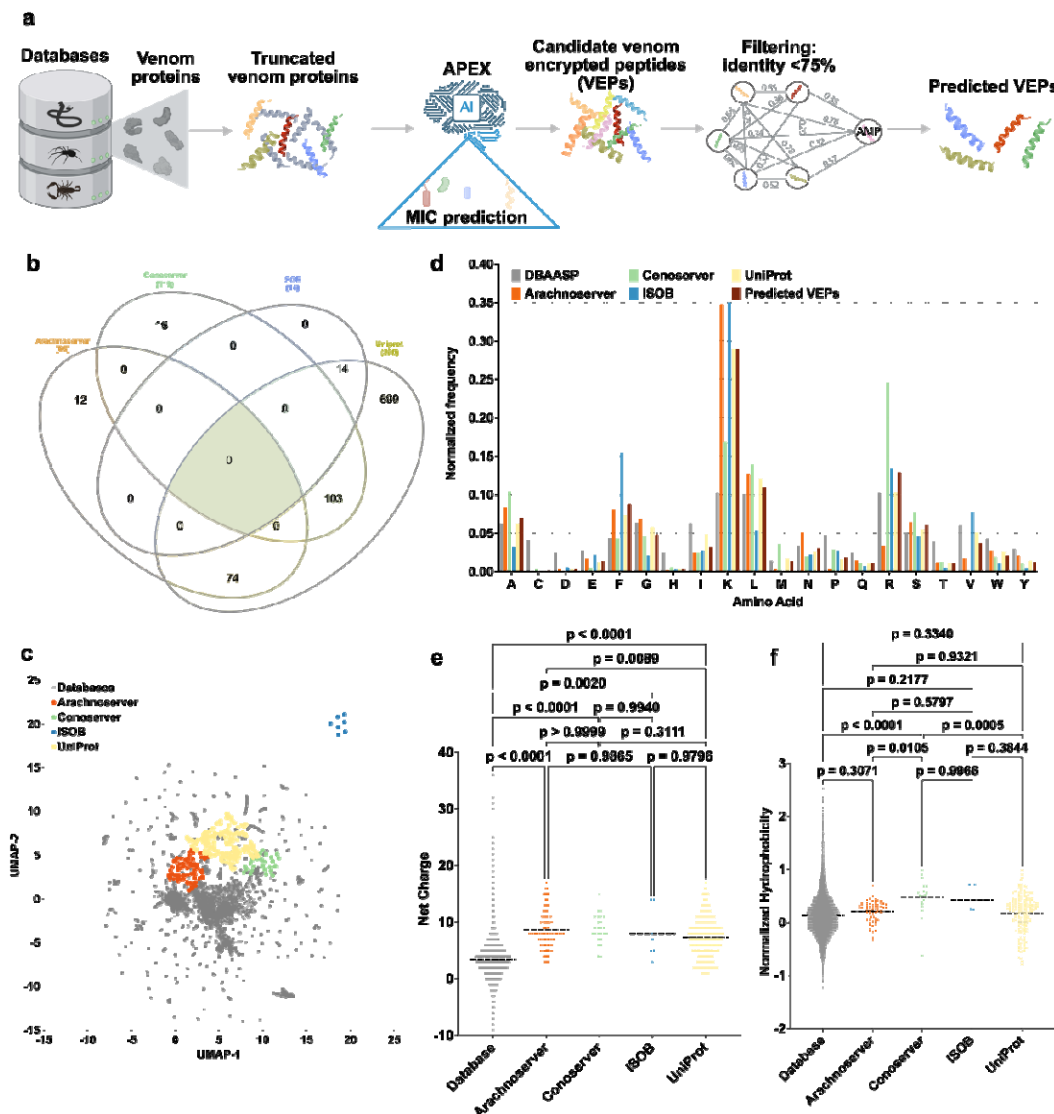 a
Databases
Venom
proteins
Truncated
venom proteins
APEX
AI
MIC prediction
Candidate venom
encrypted peptides
(VEPs)
Filtering:
identity <75%
AMP
0.52
Predicted VEPs
b
Conoserver
Arachnoserver
Uniprot
0
0
14
699
0
12
0
0
0
0
103
0
0
74
c
Databases
Arachnoserver
Conoserver
ISOB
UniProt
UMAP-2
25
20
15
10
5
0
-5
-10
-15
-15
-10
-5
0
5
10
15
20
25
UMAP-1
d
DBAASP
Conoserver
UniProt
Arachnoserver
ISOB
Predicted VEPs
Normalized frequency
0.40
0.35
0.30
0.25
0.20
0.15
0.10
0.05
0.00
A C D E F G H I K L M N P Q R S T V W Y
Amino Acid
e
p < 0.0001
p = 0.0089
p = 0.0020
p < 0.0001
p = 0.9940
p > 0.9999
p = 0.3111
p < 0.0001
p = 0.9796
Net Charge
40
30
20
10
0
-10
Database
Arachnoserver
Conoserver
ISOB
UniProt
f
p = 0.3340
p = 0.9321
p = 0.2177
p = 0.5797
p < 0.0001
p = 0.0005
p = 0.0105
p = 0.3844
p = 0.3071
p = 0.9966
Normalized Hydrophobicity
3
2
1
0
-1
-2
Database
Arachnoserver
Conoserver
ISOB
UniProt